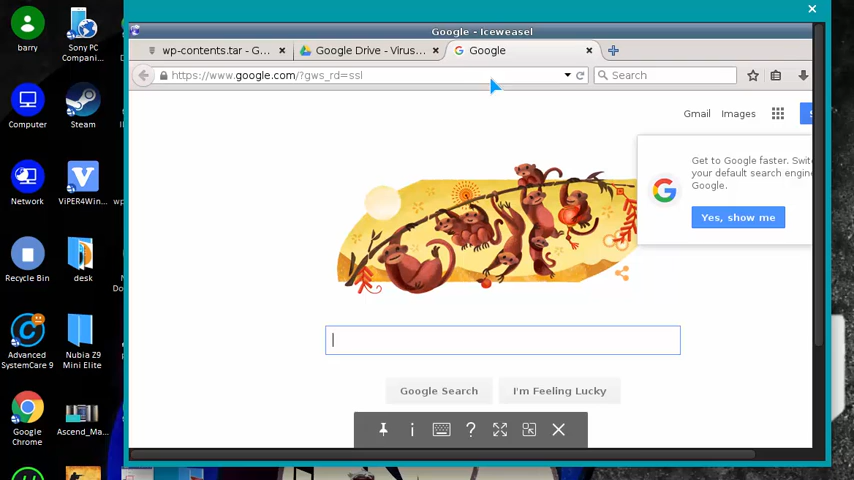 barry
Sony PC
Compani...
Computer
Steam
Network
ViPER4Win...
Recycle Bin
desk
Advanced
SystemCare 9
Nubia Z9
Mini Elite
Google
Chrome
Ascend_Ma...
Google - Iceweasel
wp-contents.tar - G...
Google Drive - Virus...
Google
https://www.google.com/?gws_rd=ssl
Search
Gmail
Images
Get to Google faster. Swit
your default search engin
Google.
Yes, show me
Google Search
I'm Feeling Lucky